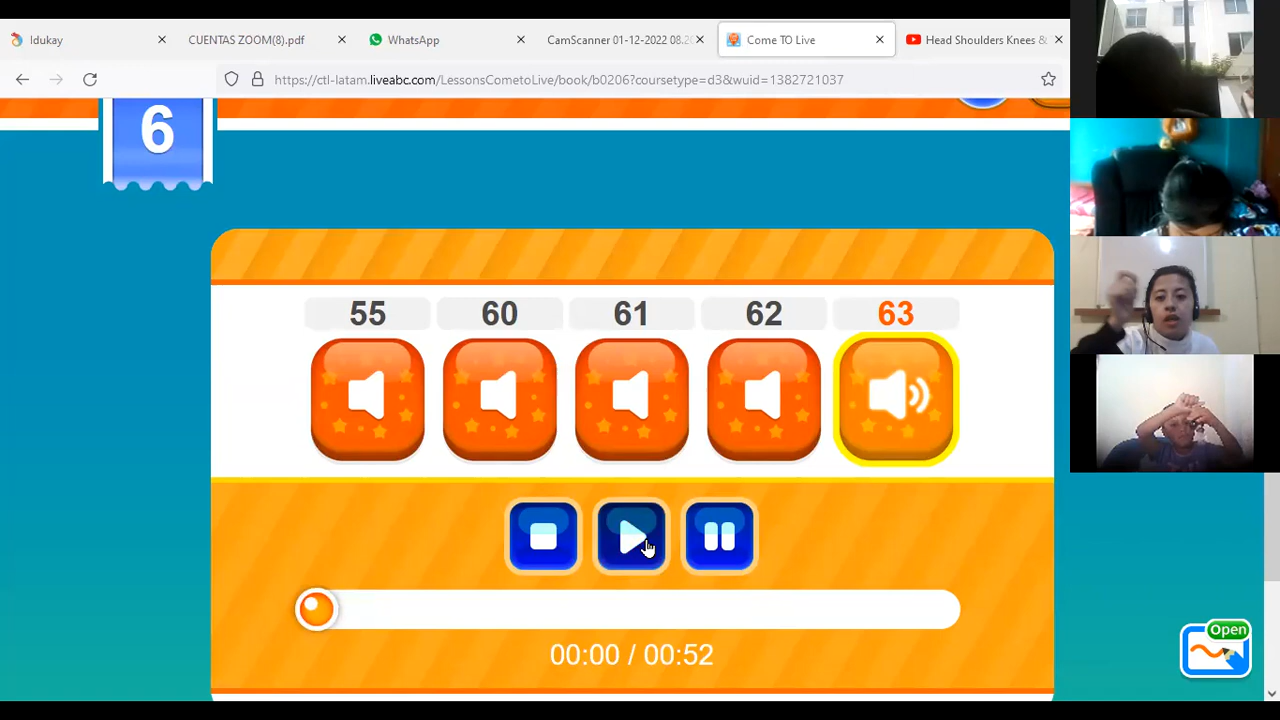 Idukay
CUENTAS ZOOM(8).pdf
WhatsApp
CamScanner 01-12-2022 08.2
Come TO Live
Head Shoulders Knees &
https://ctl-latam.liveabc.com/LessonsCometoLive/book/b0206?coursetype=d3&wuid=1382721037
6
55 60 61 62 63
00:00 / 00:52
Open